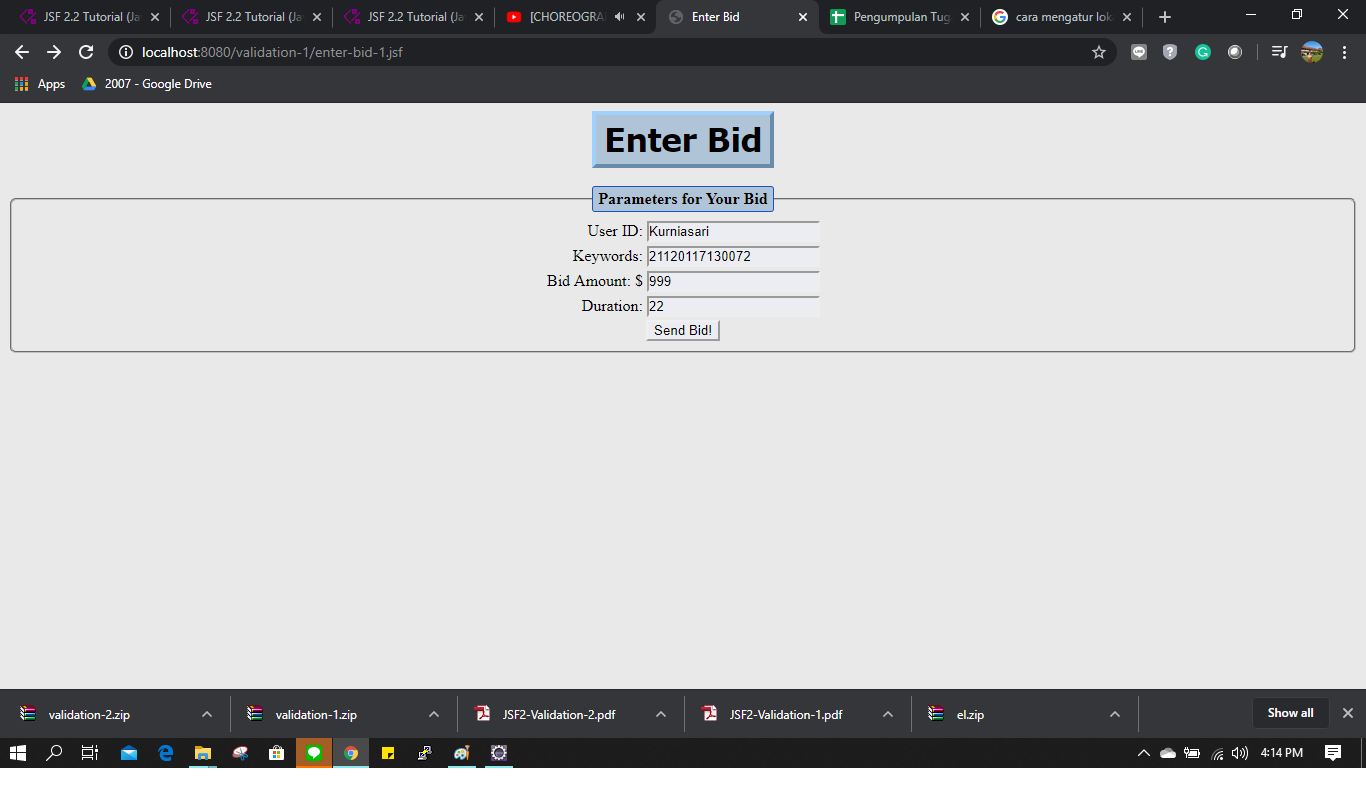 JSF 2.2 Tutorial (Ja
JSF 2.2 Tutorial (Ja
JSF 2.2 Tutorial (Ja
[CHOREOGRA
Enter Bid
Pengumpulan Tug
cara mengatur lok
localhost:8080/validation-1/enter-bid-1.jsf
Apps
2007 - Google Drive
Enter Bid
Parameters for Your Bid
User ID: Kurniasari
Keywords: 21120117130072
Bid Amount: $ 999
Duration: 22
Send Bid!
validation-2.zip
validation-1.zip
JSF2-Validation-2.pdf
JSF2-Validation-1.pdf
el.zip
Show all
4:14 PM